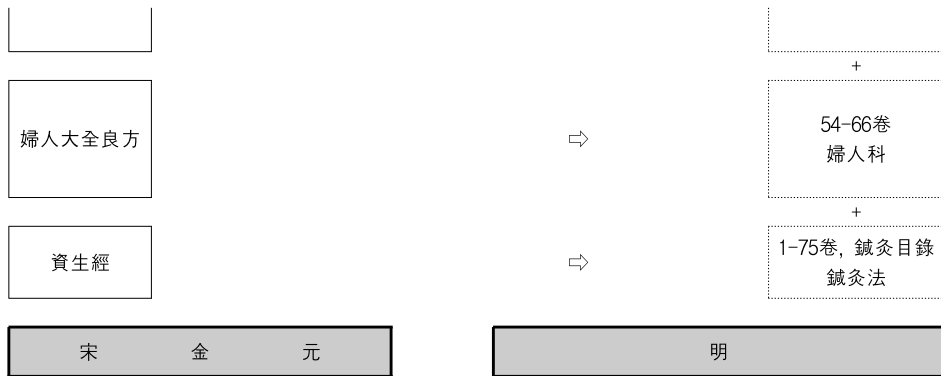 +
婦人大全良方
⇨
54-66卷
婦人科
+
資生經
⇨
1-75卷, 鍼灸目錄
鍼灸法
宋 金 元
明